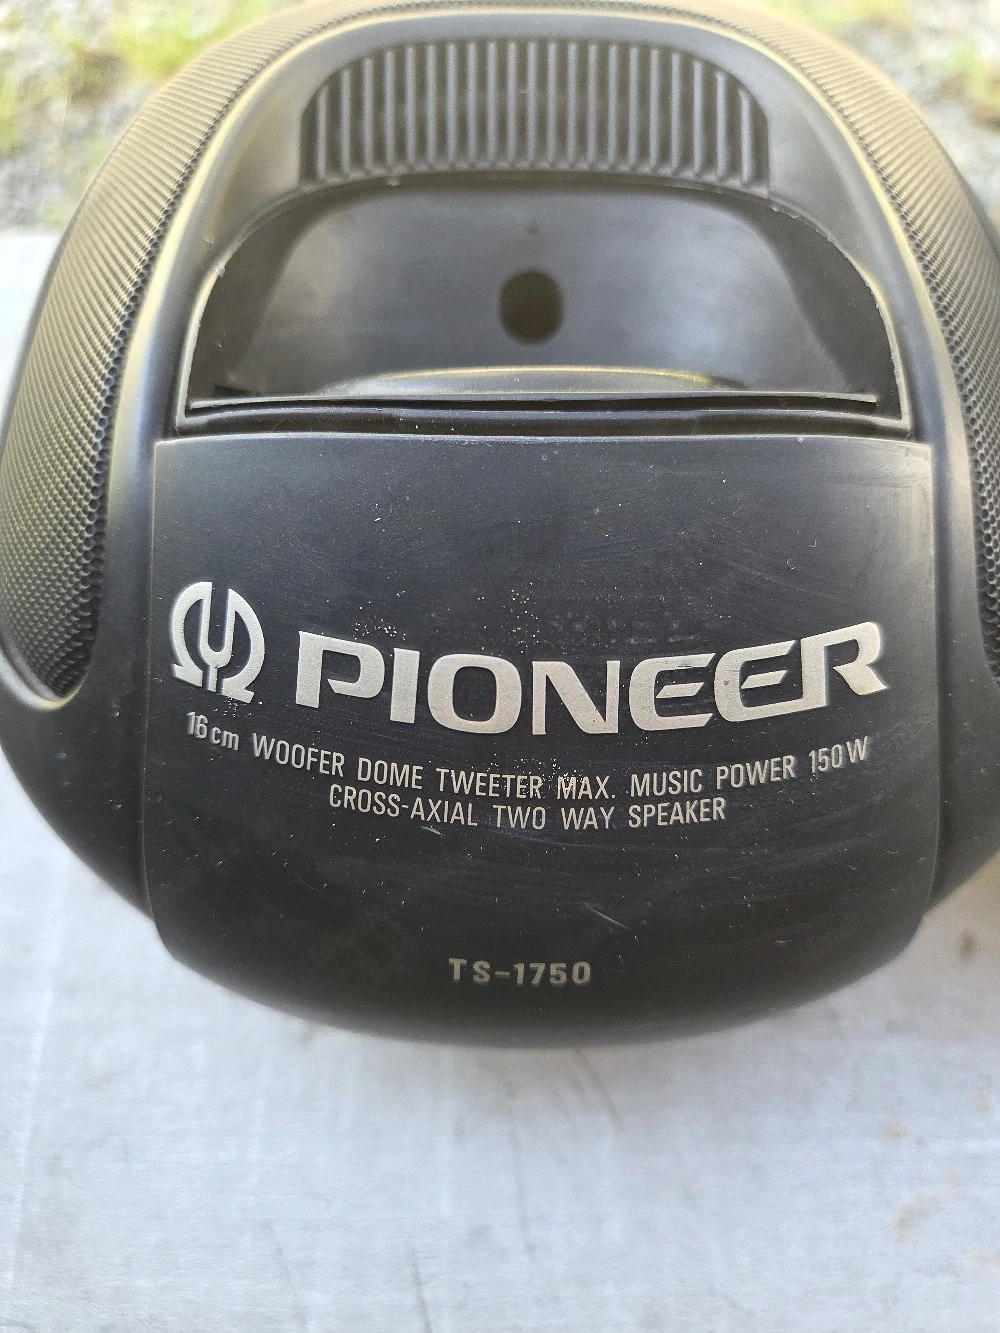 PIONEER
16cm WOOFER DOME TWEETER MAX. MUSIC POWER 150W
CROSS-AXIAL TWO WAY SPEAKER
TS-1750